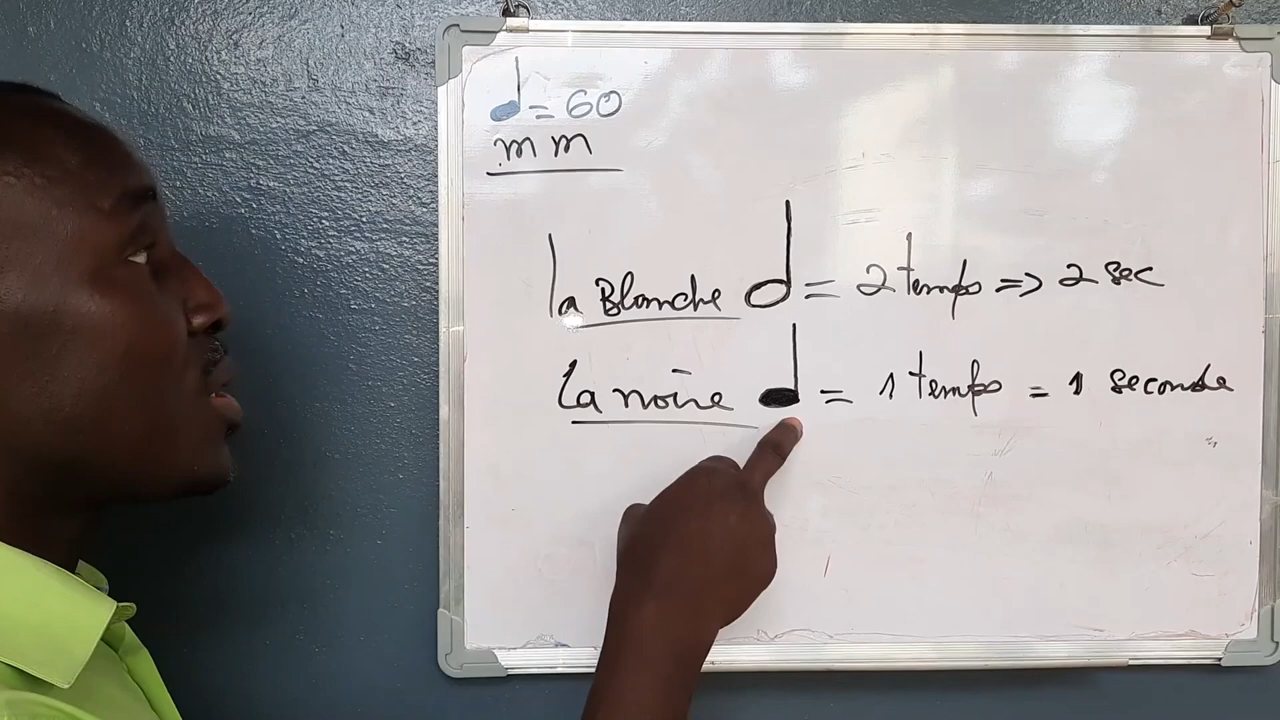 ♩= 60
mm
la Blanche 𝅗𝅥 = 2 temps => 2 sec
La noire ♩ = 1 temps = 1 seconde